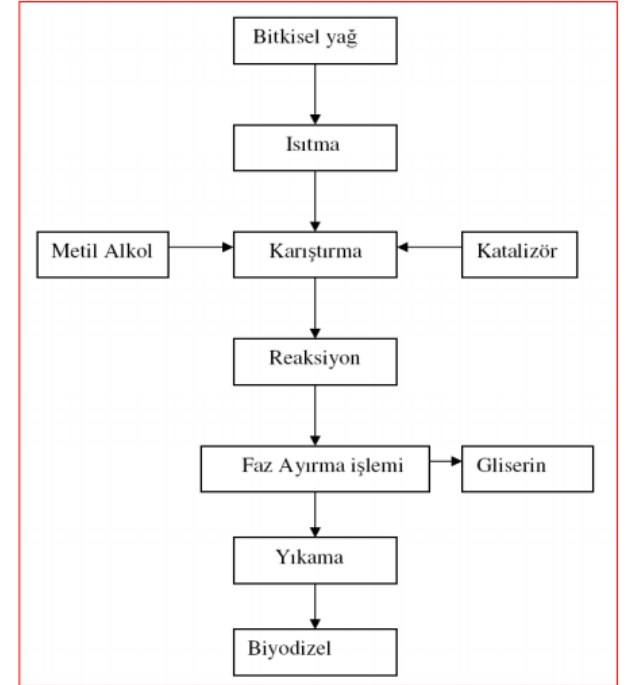 Bitkisel yağ
Isıtma
Metil Alkol
Karıştırma
Katalizör
Reaksiyon
Faz Ayırma işlemi
Gliserin
Yıkama
Biyodizel